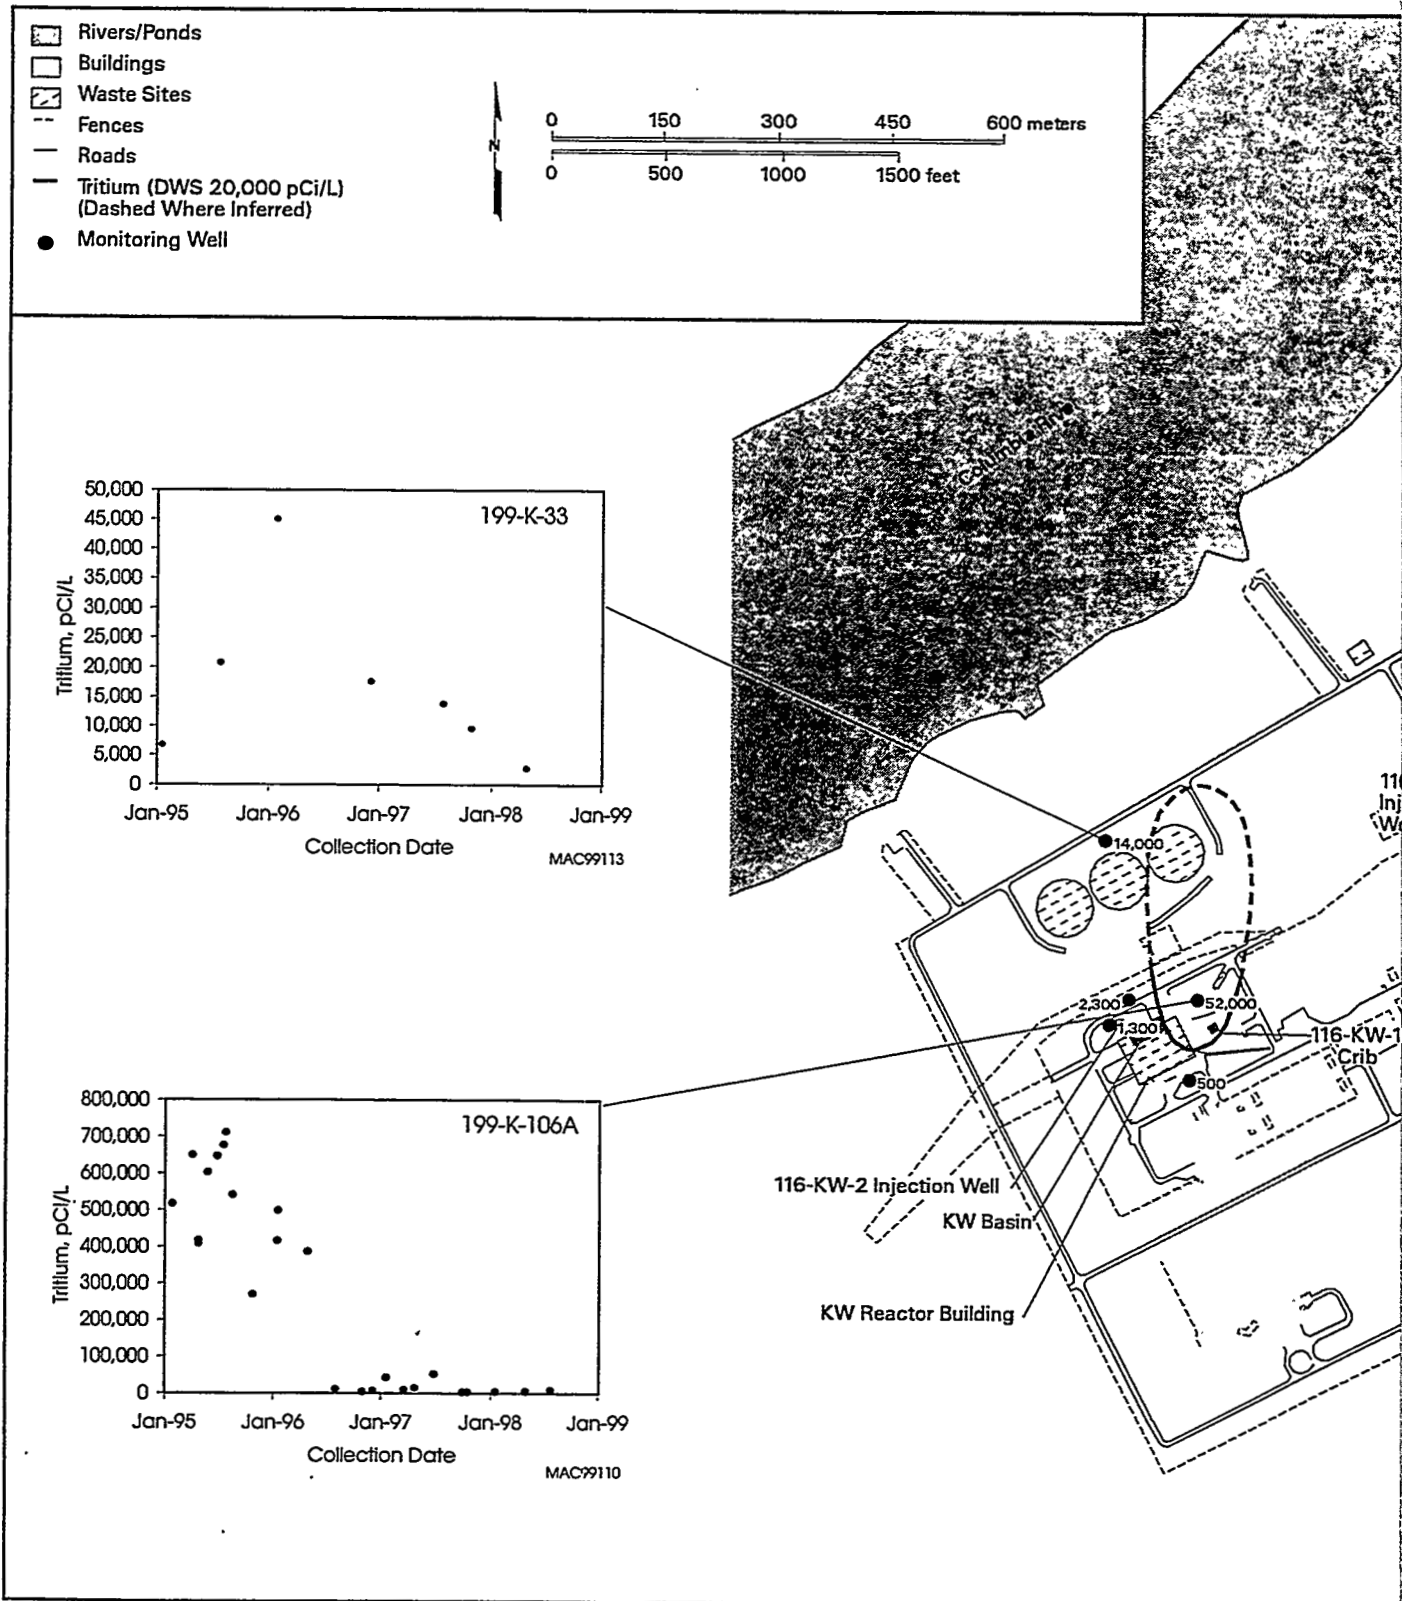 Rivers/Ponds
Buildings
Waste Sites
Fences
Roads
Tritium (DWS 20,000 pCi/L)
(Dashed Where Inferred)
Monitoring Well
N
0 150 300 450 600 meters
0 500 1000 1500 feet
Columbia River
50,000
45,000
40,000
35,000
30,000
25,000
20,000
15,000
10,000
5,000
0
Tritium, pCi/L
199-K-33
Jan-95 Jan-96 Jan-97 Jan-98 Jan-99
Collection Date
MAC99113
14,000
2,300
1,300
52,000
500
116-KW-1
Crib
116-KW-2 Injection Well
KW Basin
KW Reactor Building
800,000
700,000
600,000
500,000
400,000
300,000
200,000
100,000
0
Tritium, pCi/L
199-K-106A
Jan-95 Jan-96 Jan-97 Jan-98 Jan-99
Collection Date
MAC99110